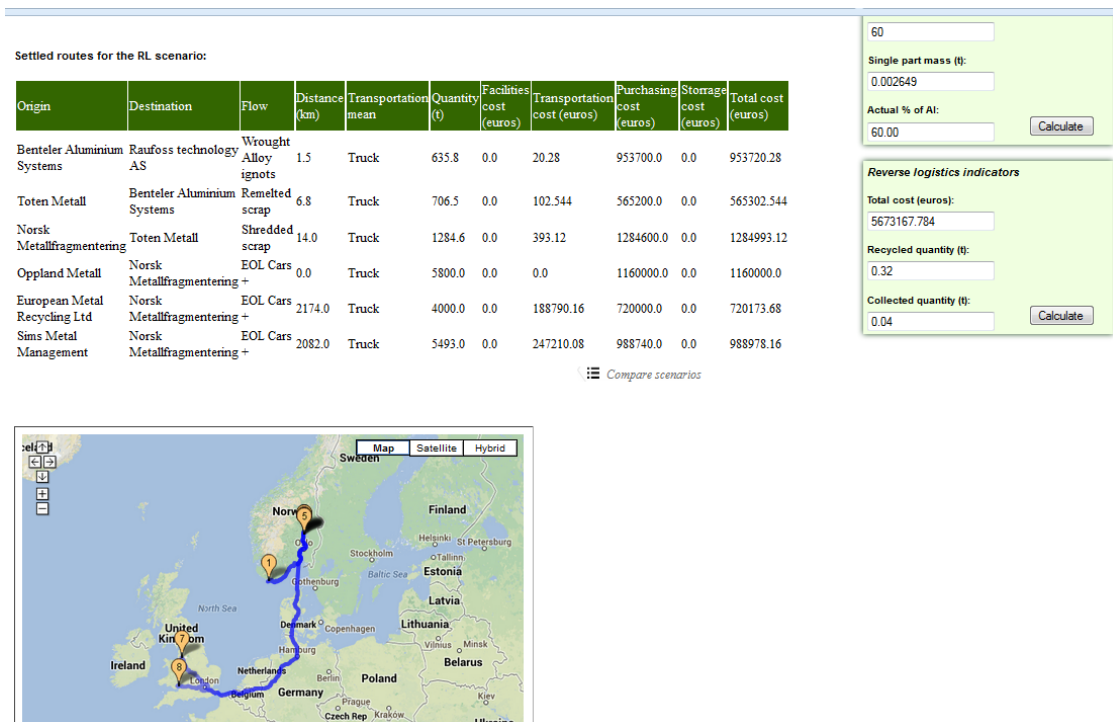 60
Settled routes for the RL scenario:
Single part mass (t):
0.002649
Actual % of Al:
60.00
Calculate
Origin Destination Flow Distance (km) Transportation mean Quantity (t) Facilities cost (euros) Transportation cost (euros) Purchasing cost (euros) Storrage cost (euros) Total cost (euros)
Benteler Aluminium Systems Raufoss technology AS Wrought Alloy ignots 1.5 Truck 635.8 0.0 20.28 953700.0 0.0 953720.28
Toten Metall Benteler Aluminium Systems Remelted scrap 6.8 Truck 706.5 0.0 102.544 565200.0 0.0 565302.544
Norsk Metallfragmentering Toten Metall Shredded scrap 14.0 Truck 1284.6 0.0 393.12 1284600.0 0.0 1284993.12
Oppland Metall Norsk Metallfragmentering EOL Cars + 0.0 Truck 5800.0 0.0 0.0 1160000.0 0.0 1160000.0
European Metal Recycling Ltd Norsk Metallfragmentering EOL Cars + 2174.0 Truck 4000.0 0.0 188790.16 720000.0 0.0 720173.68
Sims Metal Management Norsk Metallfragmentering EOL Cars + 2082.0 Truck 5493.0 0.0 247210.08 988740.0 0.0 988978.16
Reverse logistics indicators
Total cost (euros):
5673167.784
Recycled quantity (t):
0.32
Collected quantity (t):
0.04
Calculate
Compare scenarios
Map Satellite Hybrid
Sweden
Finland
5
Helsinki St Petersburg
Stockholm
Tallinn
Estonia
1
Baltic Sea
Gothenburg
Latvia
North Sea
United Kingdom
Denmark Copenhagen
Lithuania
7
Vilnius Minsk
Hamburg
Belarus
Ireland
8
London
Netherlands
Berlin
Poland
Belgium
Germany
Prague
Kiev
Czech Rep
Kraków